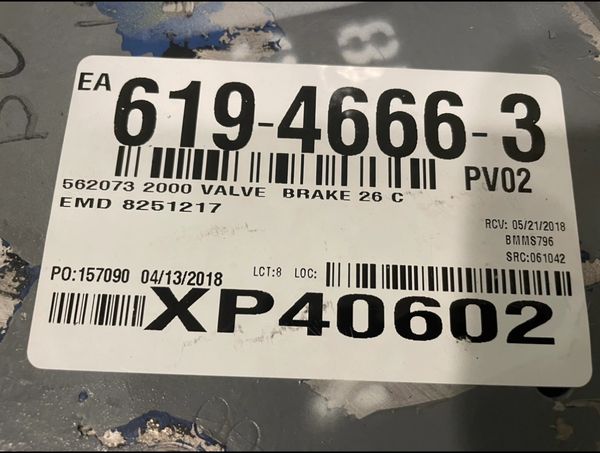 EA 619-4666-3
PV02
562073 2000 VALVE BRAKE 26 C
EMD 8251217
RCV: 05/21/2018
BMMS796
SRC:061042
PO:157090 04/13/2018 LCT:8 LOC:
XP40602
8